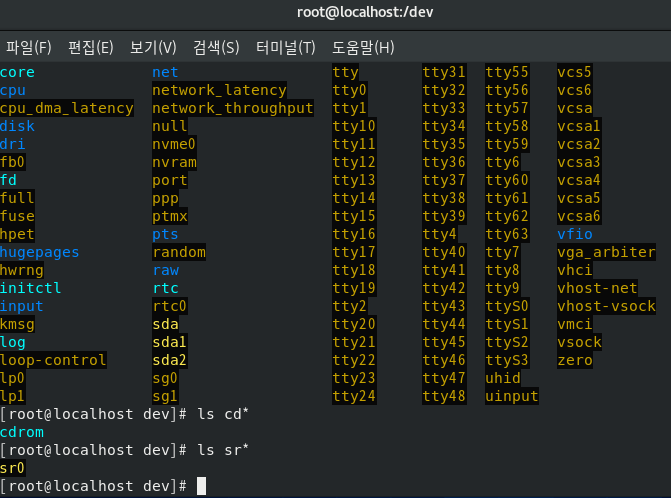 root@localhost:/dev
파일(F) 편집(E) 보기(V) 검색(S) 터미널(T) 도움말(H)
core net tty tty31 tty55 vcs5
cpu network_latency tty0 tty32 tty56 vcs6
cpu_dma_latency network_throughput tty1 tty33 tty57 vcsa
disk null tty10 tty34 tty58 vcsa1
dri nvme0 tty11 tty35 tty59 vcsa2
fb0 nvram tty12 tty36 tty6 vcsa3
fd port tty13 tty37 tty60 vcsa4
full ppp tty14 tty38 tty61 vcsa5
fuse ptmx tty15 tty39 tty62 vcsa6
hpet pts tty16 tty4 tty63 vfio
hugepages random tty17 tty40 tty7 vga_arbiter
hwrng raw tty18 tty41 tty8 vhci
initctl rtc tty19 tty42 tty9 vhost-net
input rtc0 tty2 tty43 ttyS0 vhost-vsock
kmsg sda tty20 tty44 ttyS1 vmci
log sda1 tty21 tty45 ttyS2 vsock
loop-control sda2 tty22 tty46 ttyS3 zero
lp0 sg0 tty23 tty47 uhid
lp1 sg1 tty24 tty48 uinput
[root@localhost dev]# ls cd*
cdrom
[root@localhost dev]# ls sr*
sr0
[root@localhost dev]#